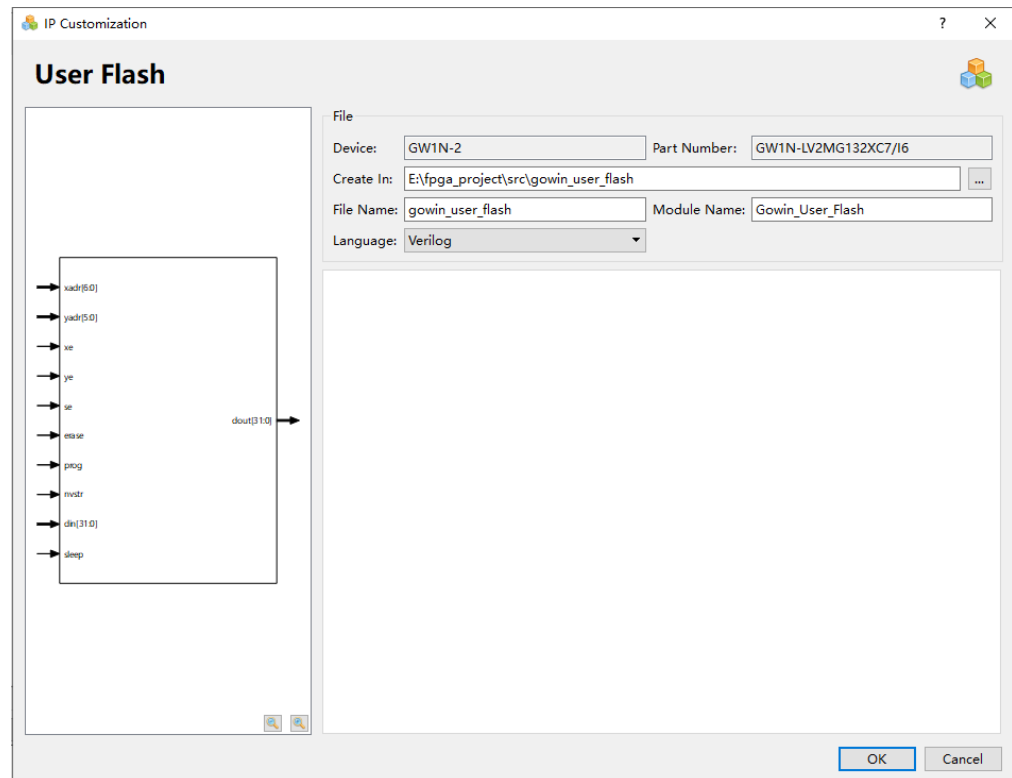 IP Customization
?
User Flash
File
Device: GW1N-2 Part Number: GW1N-LV2MG132XC7/I6
Create In: E:\fpga_project\src\gowin_user_flash ...
File Name: gowin_user_flash Module Name: Gowin_User_Flash
Language: Verilog
xadr[6:0]
yadr[5:0]
xe
ye
se
dout[31:0]
erase
prog
nvstr
din[31:0]
sleep
OK Cancel